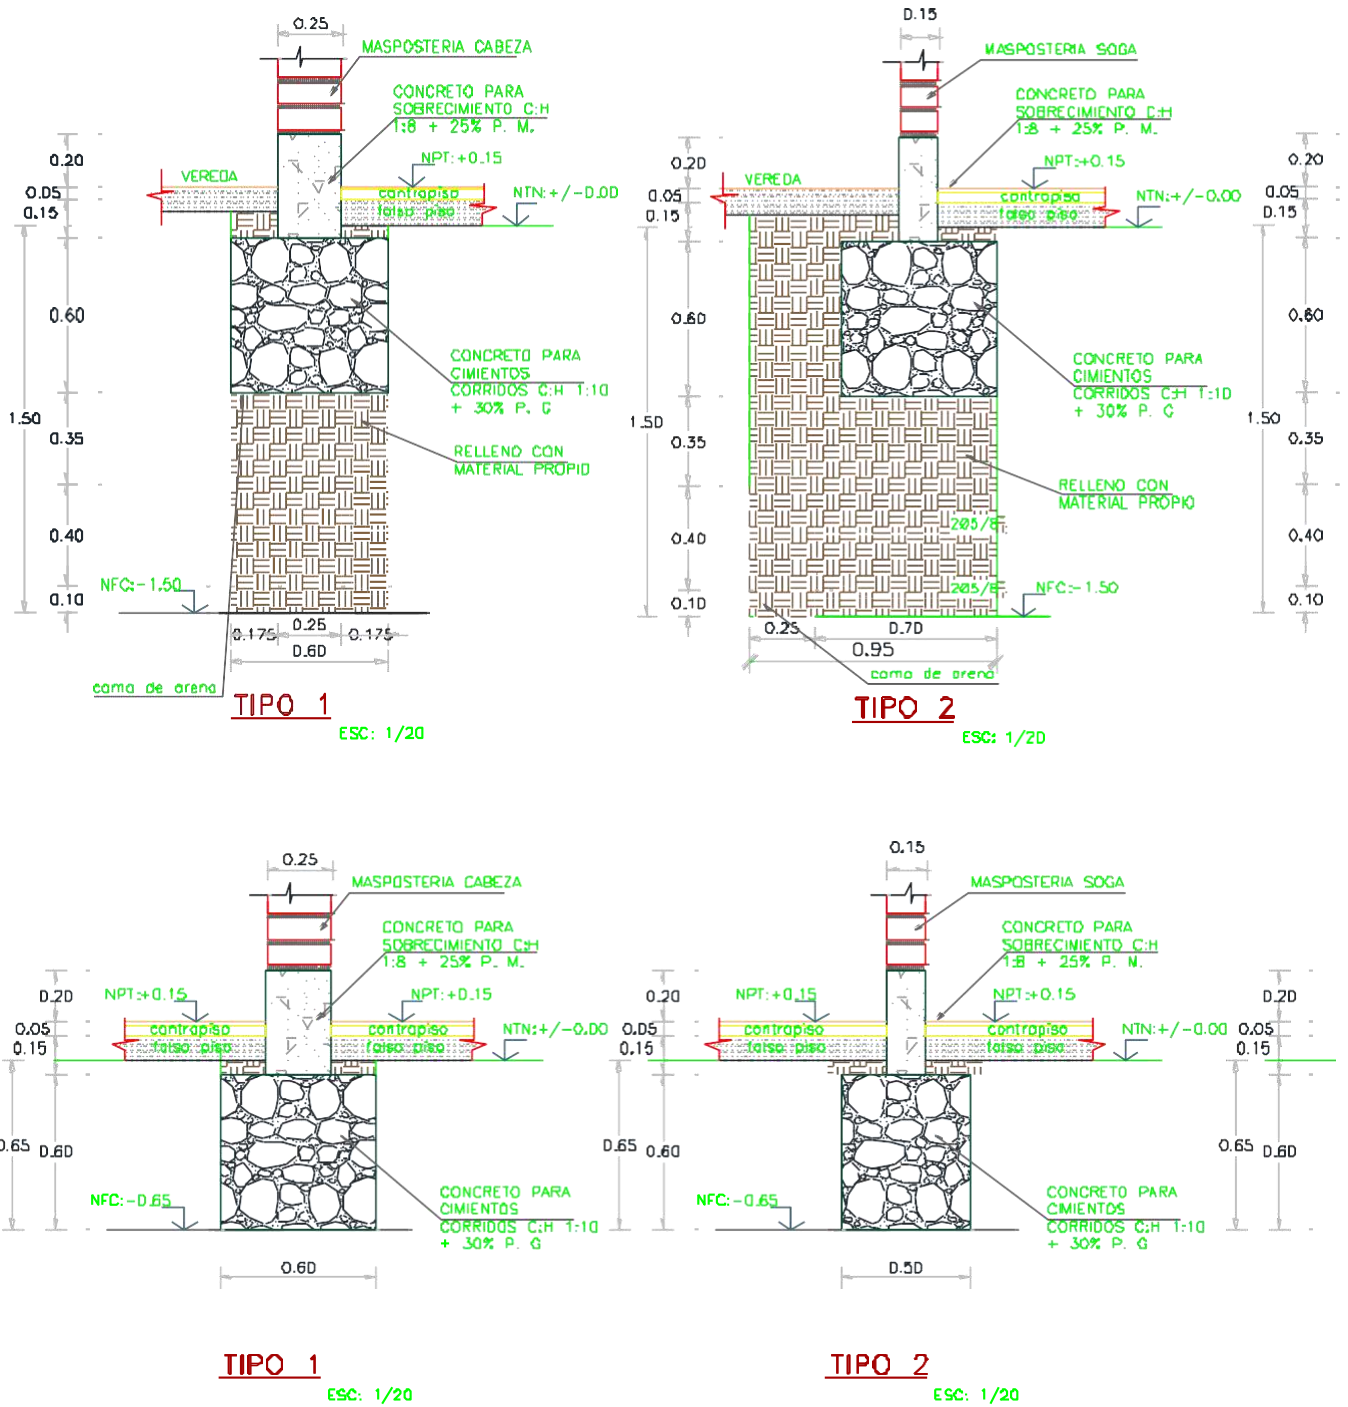 0.25
MASPOSTERIA CABEZA
CONCRETO PARA
SOBRECIMIENTO C:H
1:8 + 25% P. M.
NPT:+0.15
VEREDA
contrapiso
falso piso
NTN:+/-0.00
0.20
0.05
0.15
0.60
1.50
0.35
0.40
0.10
CONCRETO PARA
CIMIENTOS
CORRIDOS C:H 1:10
+ 30% P. G
RELLENO CON
MATERIAL PROPIO
NFC:-1.50
0.175
0.25
0.175
0.60
cama de arena
TIPO 1
ESC: 1/20
0.15
MASPOSTERIA SOGA
CONCRETO PARA
SOBRECIMIENTO C:H
1:8 + 25% P. M.
NPT:+0.15
VEREDA
contrapiso
falso piso
NTN:+/-0.00
0.20
0.05
0.15
0.60
1.50
0.35
0.40
0.10
CONCRETO PARA
CIMIENTOS
CORRIDOS C:H 1:10
+ 30% P. G
RELLENO CON
MATERIAL PROPIO
205/8
205/8
NFC:-1.50
0.20
0.05
0.15
0.60
1.50
0.35
0.40
0.10
0.25
0.70
0.95
cama de arena
TIPO 2
ESC: 1/20
0.25
MASPOSTERIA CABEZA
CONCRETO PARA
SOBRECIMIENTO C:H
1:8 + 25% P. M.
NPT:+0.15
NPT:+0.15
contrapiso
falso piso
contrapiso
falso piso
NTN:+/-0.00
0.20
0.05
0.15
0.65
0.60
NFC:-0.65
CONCRETO PARA
CIMIENTOS
CORRIDOS C:H 1:10
+ 30% P. G
0.60
TIPO 1
ESC: 1/20
0.15
MASPOSTERIA SOGA
CONCRETO PARA
SOBRECIMIENTO C:H
1:8 + 25% P. M.
NPT:+0.15
NPT:+0.15
contrapiso
falso piso
contrapiso
falso piso
NTN:+/-0.00
0.20
0.05
0.15
0.65
0.60
NFC:-0.65
CONCRETO PARA
CIMIENTOS
CORRIDOS C:H 1:10
+ 30% P. G
0.20
0.05
0.15
0.65
0.60
0.50
TIPO 2
ESC: 1/20